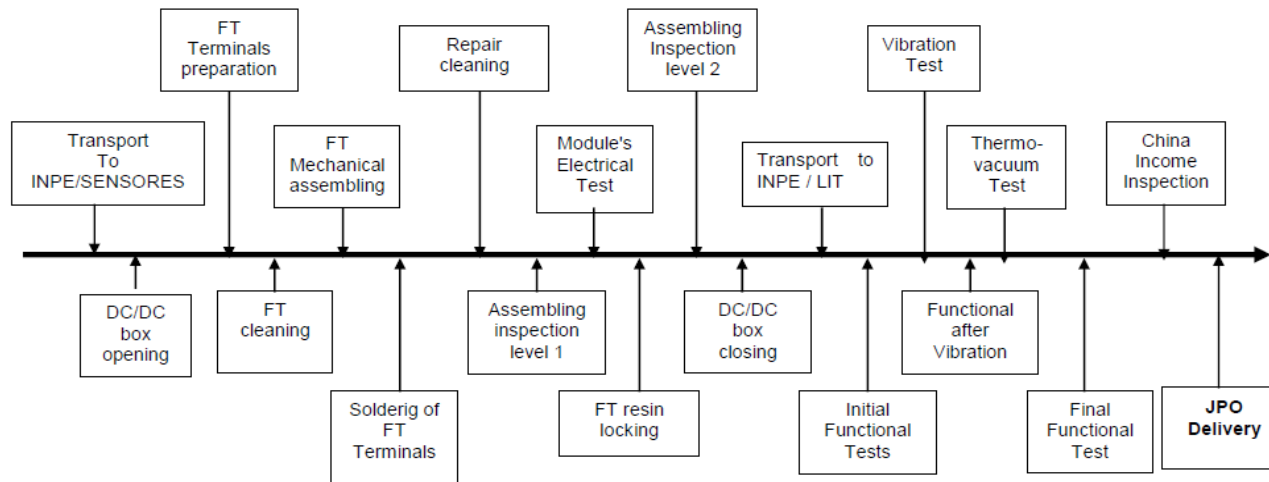 FT
Terminals
preparation
Repair
cleaning
Assembling
Inspection
level 2
Vibration
Test
Transport
To
INPE/SENSORES
FT
Mechanical
assembling
Module's
Electrical
Test
Transport to
INPE / LIT
Thermo-
vacuum
Test
China
Income
Inspection
DC/DC
box
opening
FT
cleaning
Assembling
inspection
level 1
DC/DC
box
closing
Functional
after
Vibration
Solderig of
FT
Terminals
FT resin
locking
Initial
Functional
Tests
Final
Functional
Test
JPO
Delivery